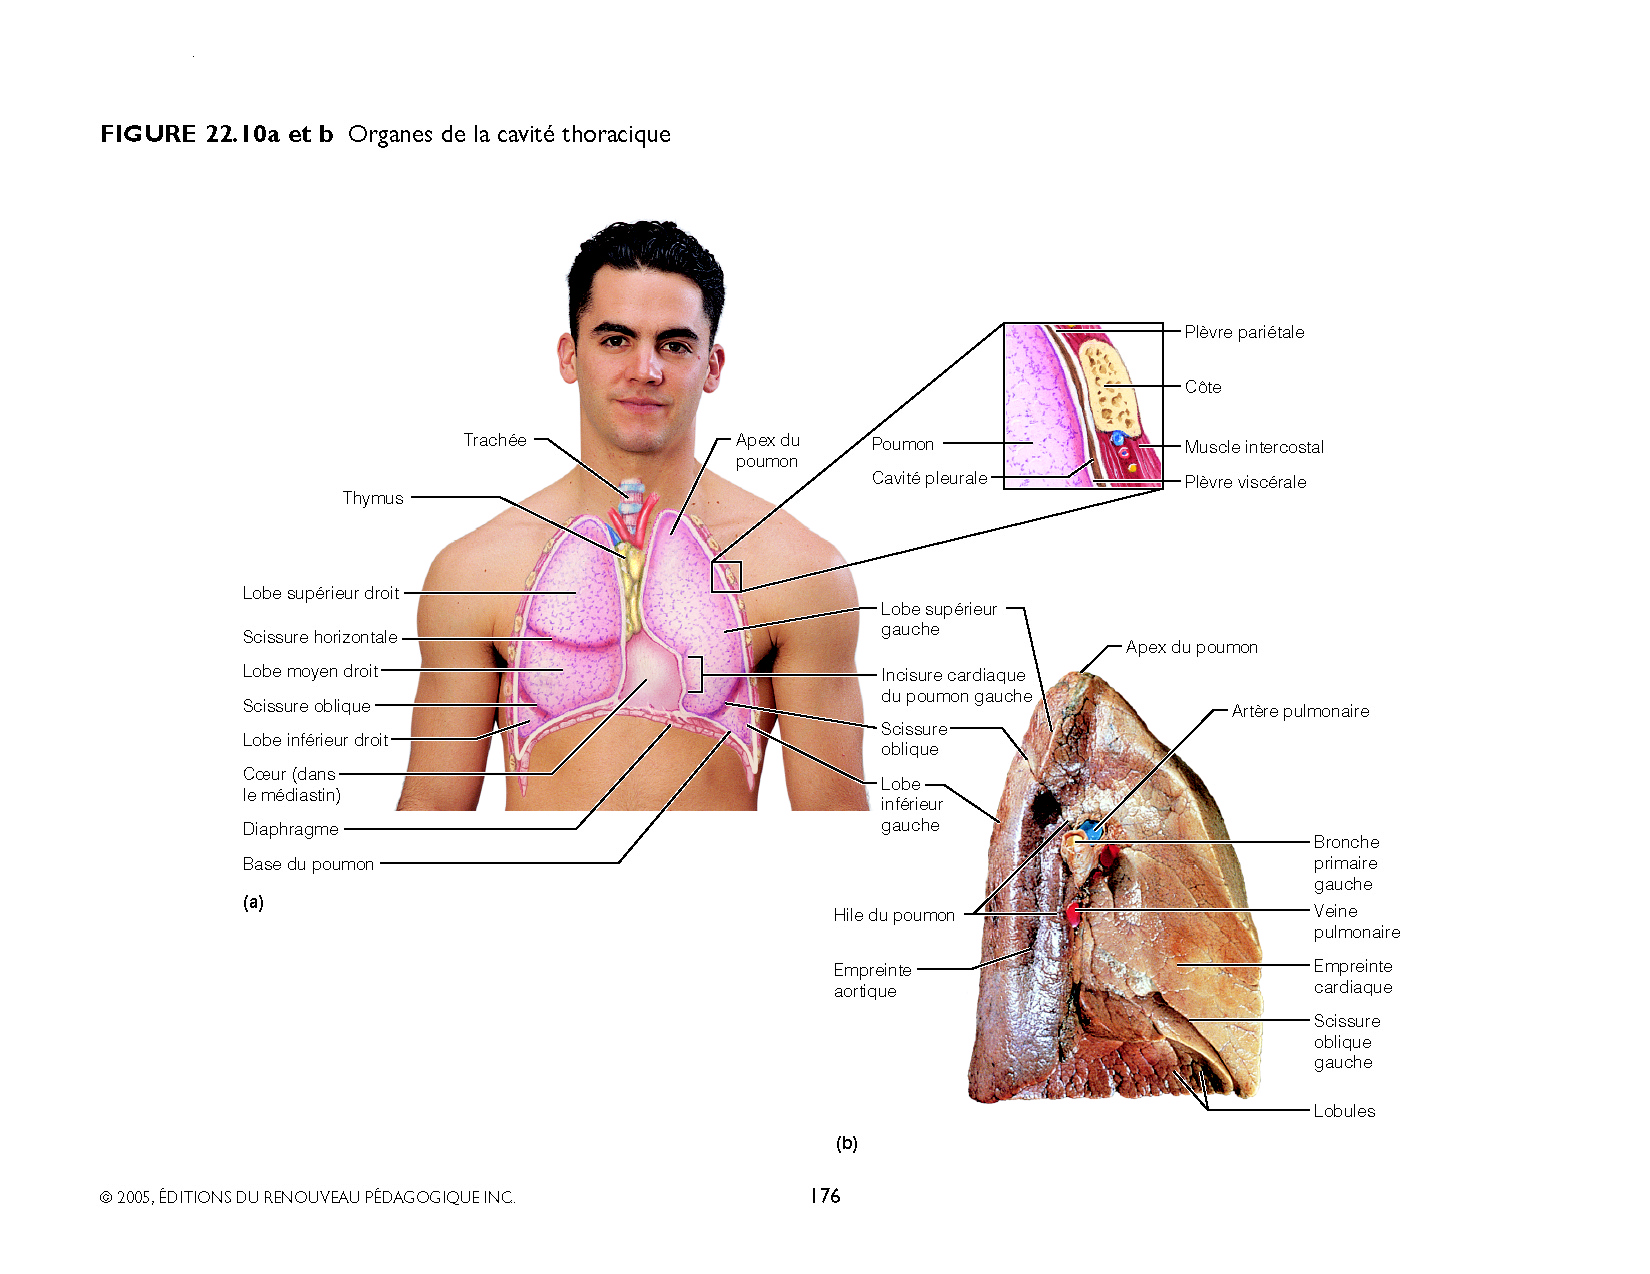 FIGURE 22.10a et b Organes de la cavité thoracique
Trachée
Apex du
poumon
Thymus
Lobe supérieur droit
Scissure horizontale
Lobe moyen droit
Scissure oblique
Lobe inférieur droit
Cœur (dans
le médiastin)
Diaphragme
Base du poumon
(a)
Plèvre pariétale
Côte
Poumon
Muscle intercostal
Cavité pleurale
Plèvre viscérale
Lobe supérieur
gauche
Incisure cardiaque
du poumon gauche
Scissure
oblique
Lobe
inférieur
gauche
Apex du poumon
Artère pulmonaire
Bronche
primaire
gauche
Hile du poumon
Veine
pulmonaire
Empreinte
aortique
Empreinte
cardiaque
Scissure
oblique
gauche
Lobules
(b)
© 2005, ÉDITIONS DU RENOUVEAU PÉDAGOGIQUE INC.
176